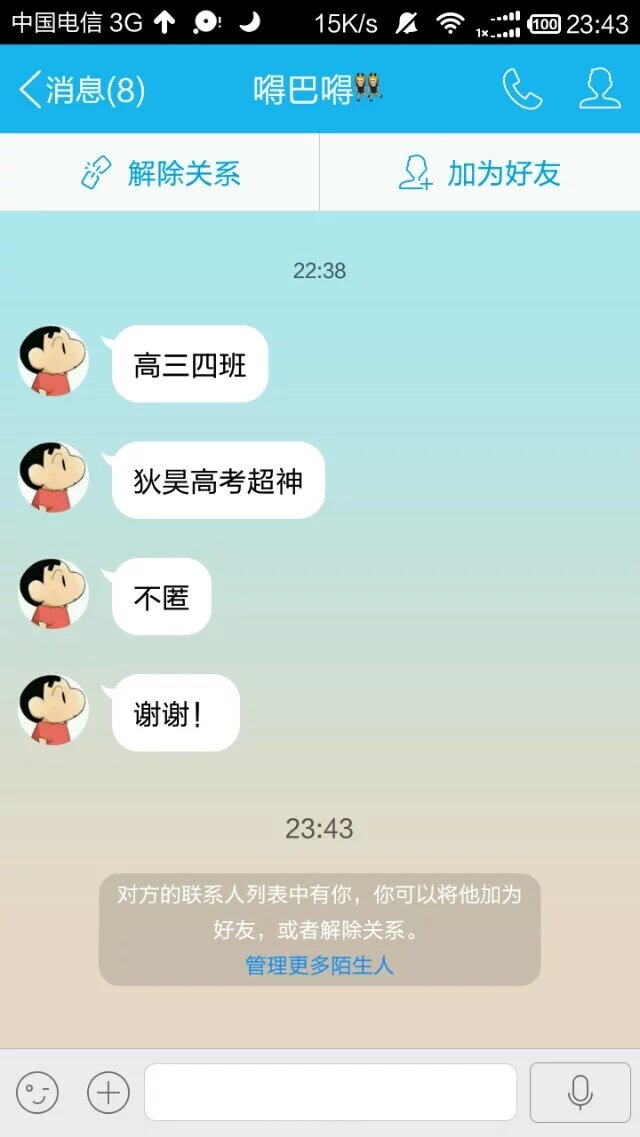 中国电信 3G 15K/s 1x 100 23:43
消息(8) 嘚巴嘚
解除关系 加为好友
22:38
高三四班
狄昊高考超神
不匿
谢谢！
23:43
对方的联系人列表中有你，你可以将他加为
好友，或者解除关系。
管理更多陌生人